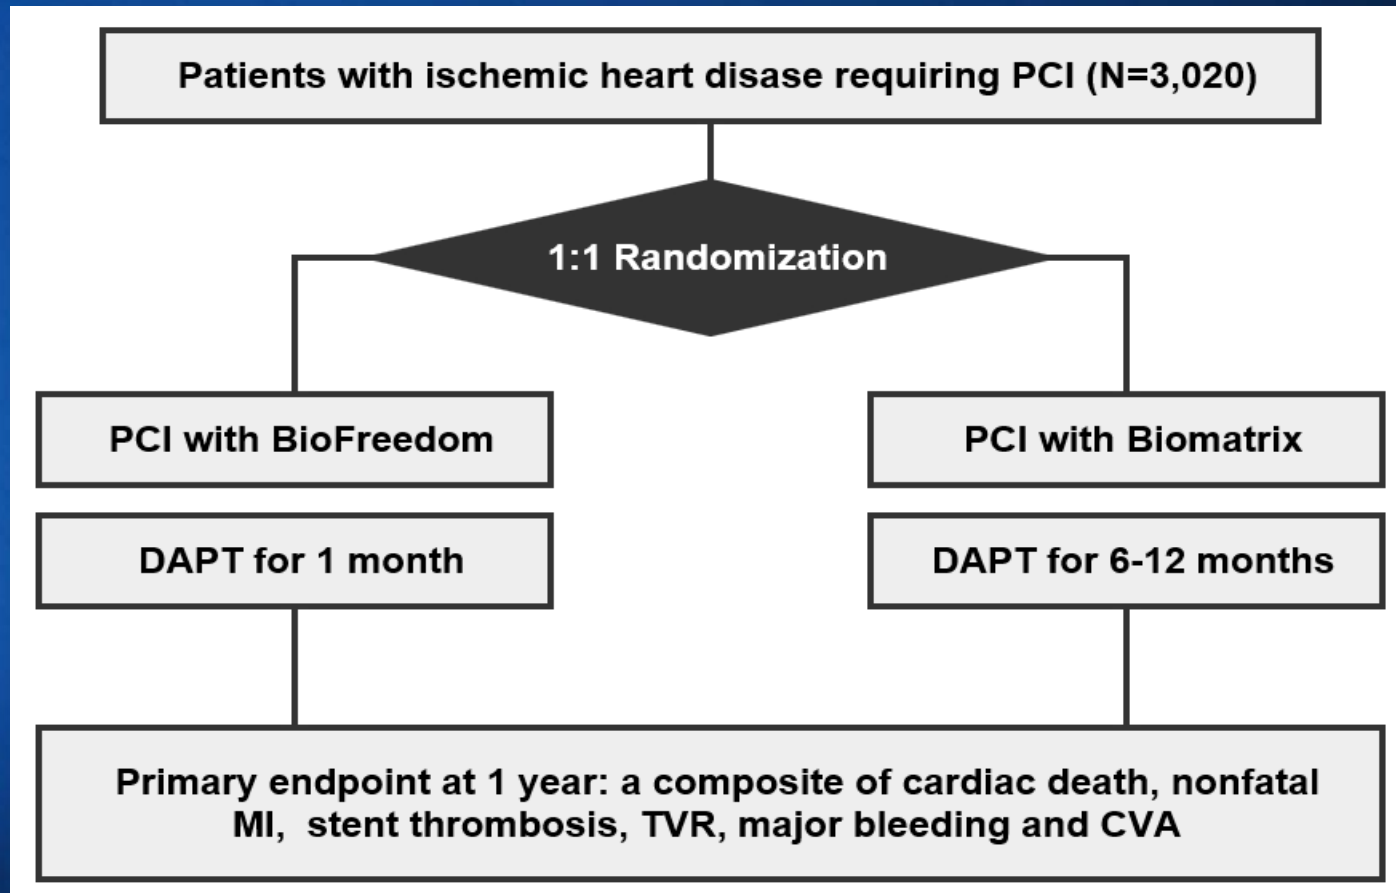 Patients with ischemic heart disase requiring PCI (N=3,020)
1:1 Randomization
PCI with BioFreedom
DAPT for 1 month
PCI with Biomatrix
DAPT for 6-12 months
Primary endpoint at 1 year: a composite of cardiac death, nonfatal
MI, stent thrombosis, TVR, major bleeding and CVA